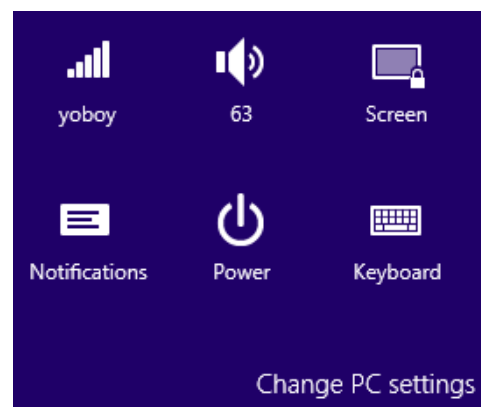 yoboy
63
Screen
Notifications
Power
Keyboard
Change PC settings